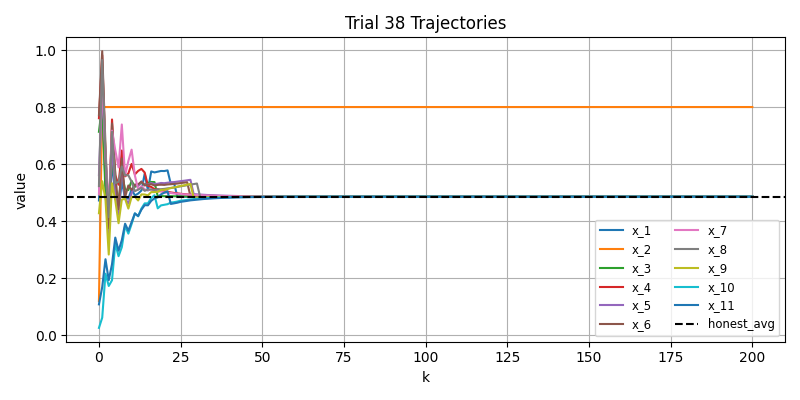 Trial 38 Trajectories
1.0
0.8
0.6
0.4
0.2
0.0
value
0 25 50 75 100 125 150 175 200
k
x_1 x_7
x_2 x_8
x_3 x_9
x_4 x_10
x_5 x_11
x_6 honest_avg